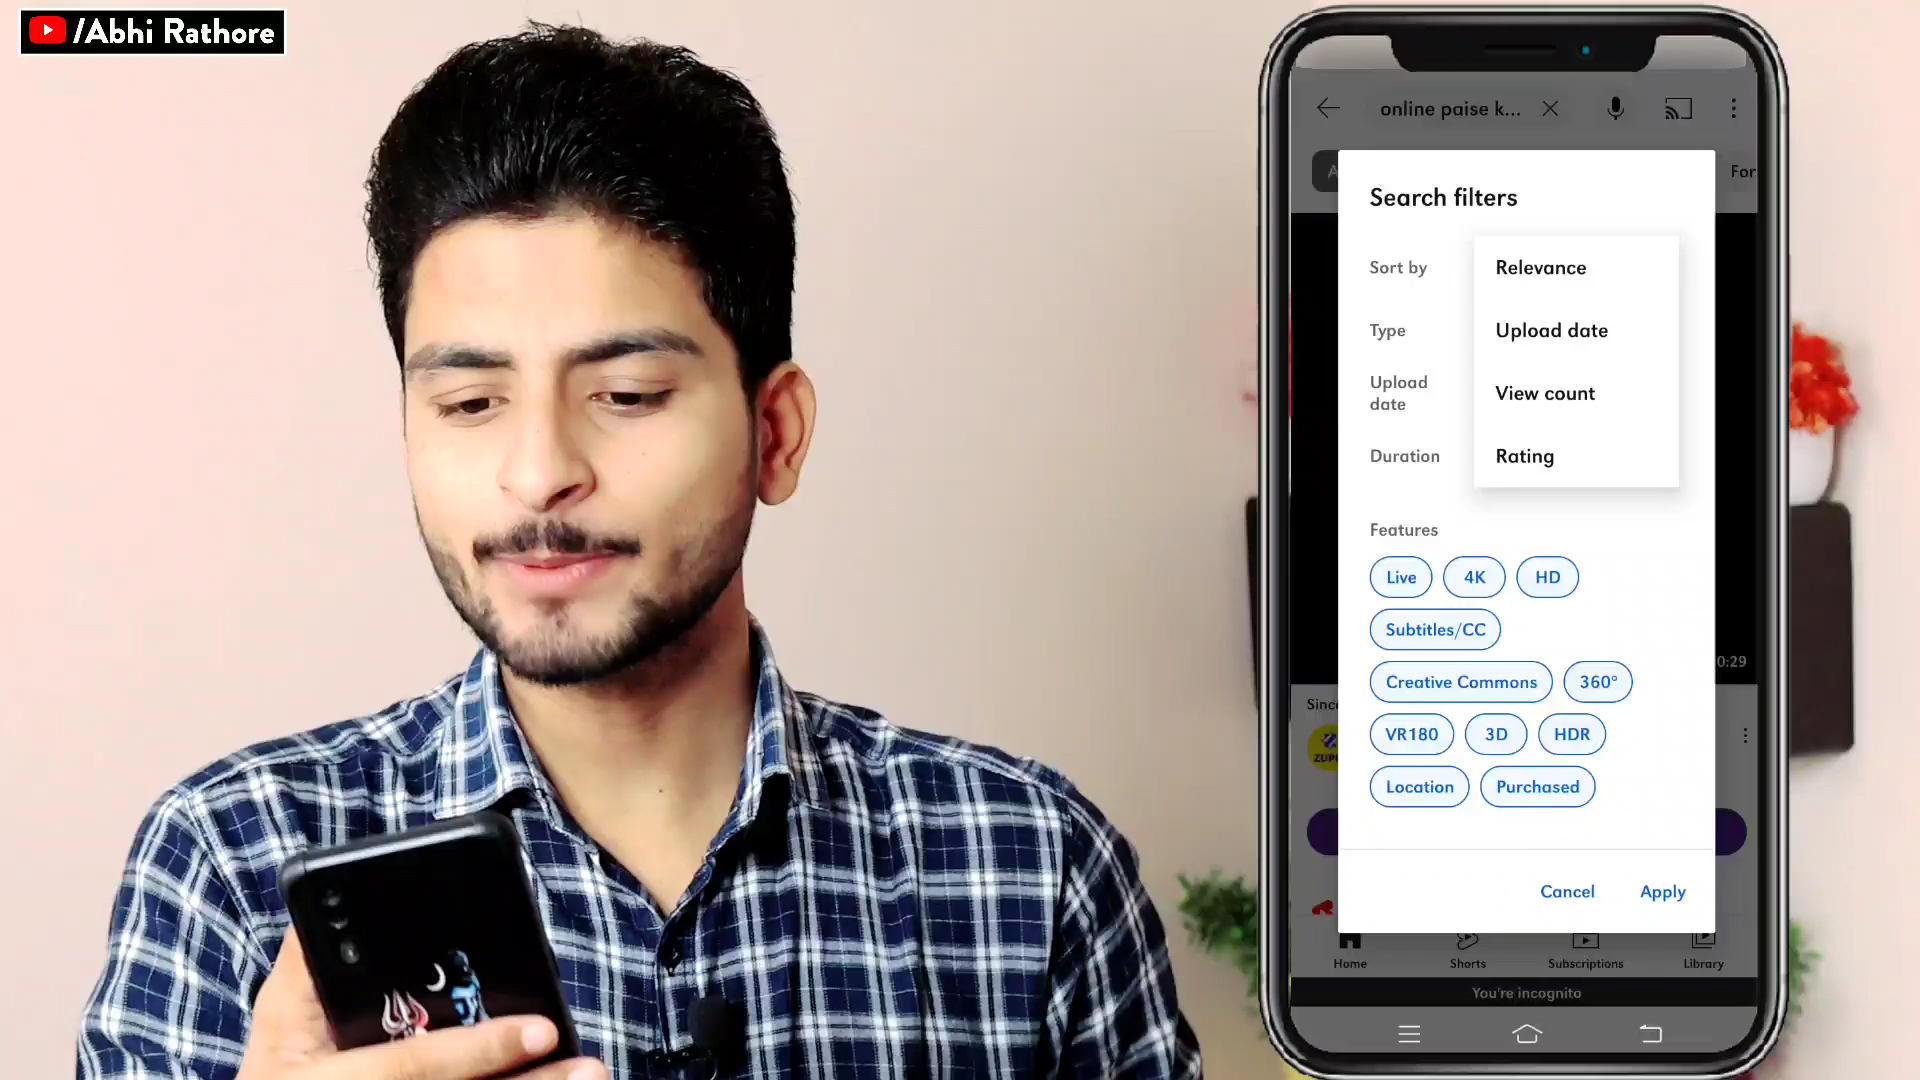 /Abhi Rathore
online paise k...
For
Search filters
Sort by
Relevance
Type
Upload date
Upload
date
View count
Duration
Rating
Features
Live
4K
HD
Subtitles/CC
0:29
Creative Commons
360°
Since
VR180
3D
HDR
Location
Purchased
Cancel
Apply
Home
Shorts
Subscriptions
Library
You're incognito